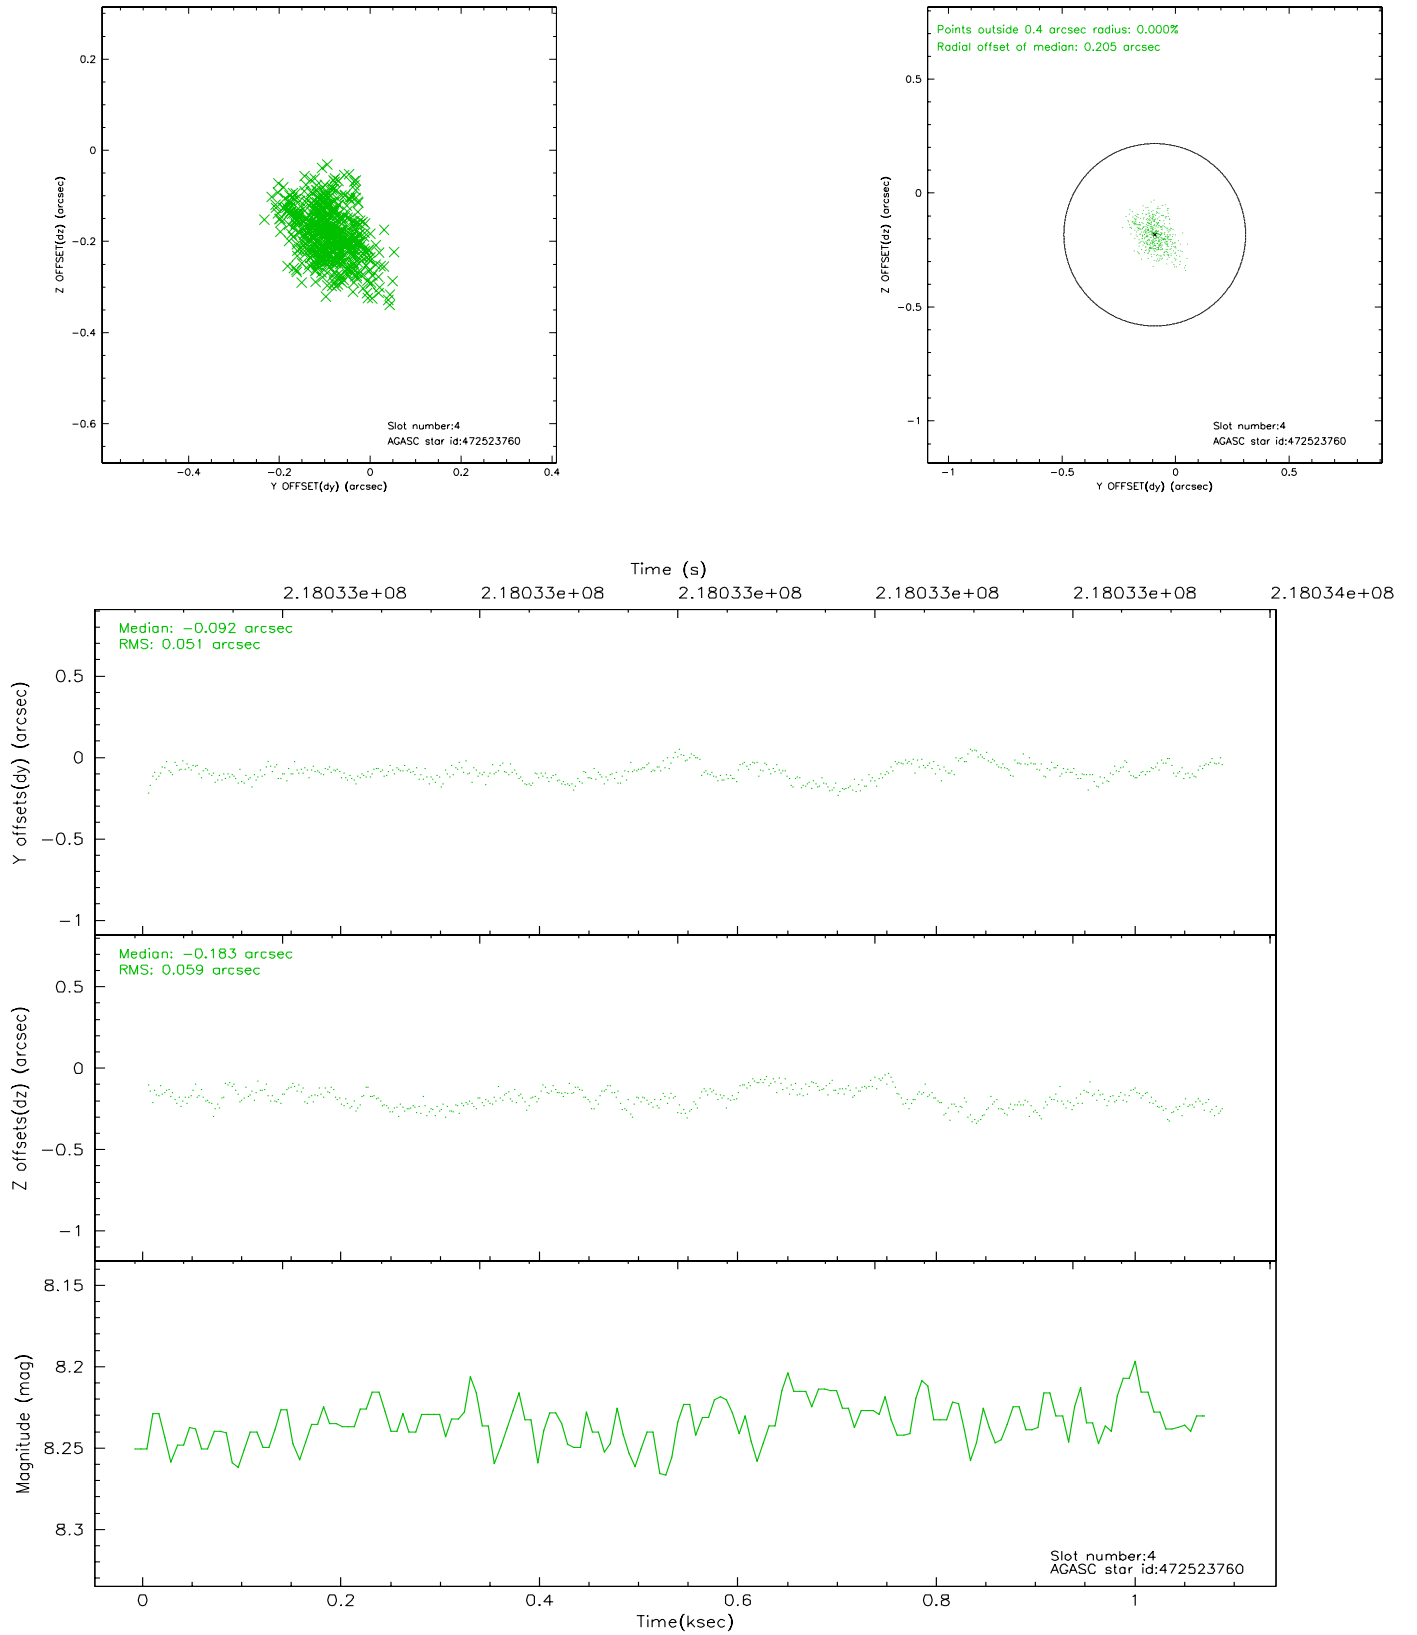 0.2
0
−0.2
−0.4
−0.6
Z OFFSET(dz) (arcsec)
Slot number:4
AGASC star id:472523760
−0.4
−0.2
0
0.2
0.4
Y OFFSET(dy) (arcsec)
Points outside 0.4 arcsec radius: 0.000%
Radial offset of median: 0.205 arcsec
0.5
0
−0.5
−1
Z OFFSET(dz) (arcsec)
Slot number:4
AGASC star id:472523760
−1
−0.5
0
0.5
Y OFFSET(dy) (arcsec)
Time (s)
2.18033e+08
2.18033e+08
2.18033e+08
2.18033e+08
2.18033e+08
2.18034e+08
Median: −0.092 arcsec
RMS: 0.051 arcsec
0.5
0
−0.5
−1
Y offsets(dy) (arcsec)
Median: −0.183 arcsec
RMS: 0.059 arcsec
0.5
0
−0.5
−1
Z offsets(dz) (arcsec)
8.15
8.2
8.25
8.3
Magnitude (mag)
Slot number:4
AGASC star id:472523760
0
0.2
0.4
0.6
0.8
1
Time(ksec)